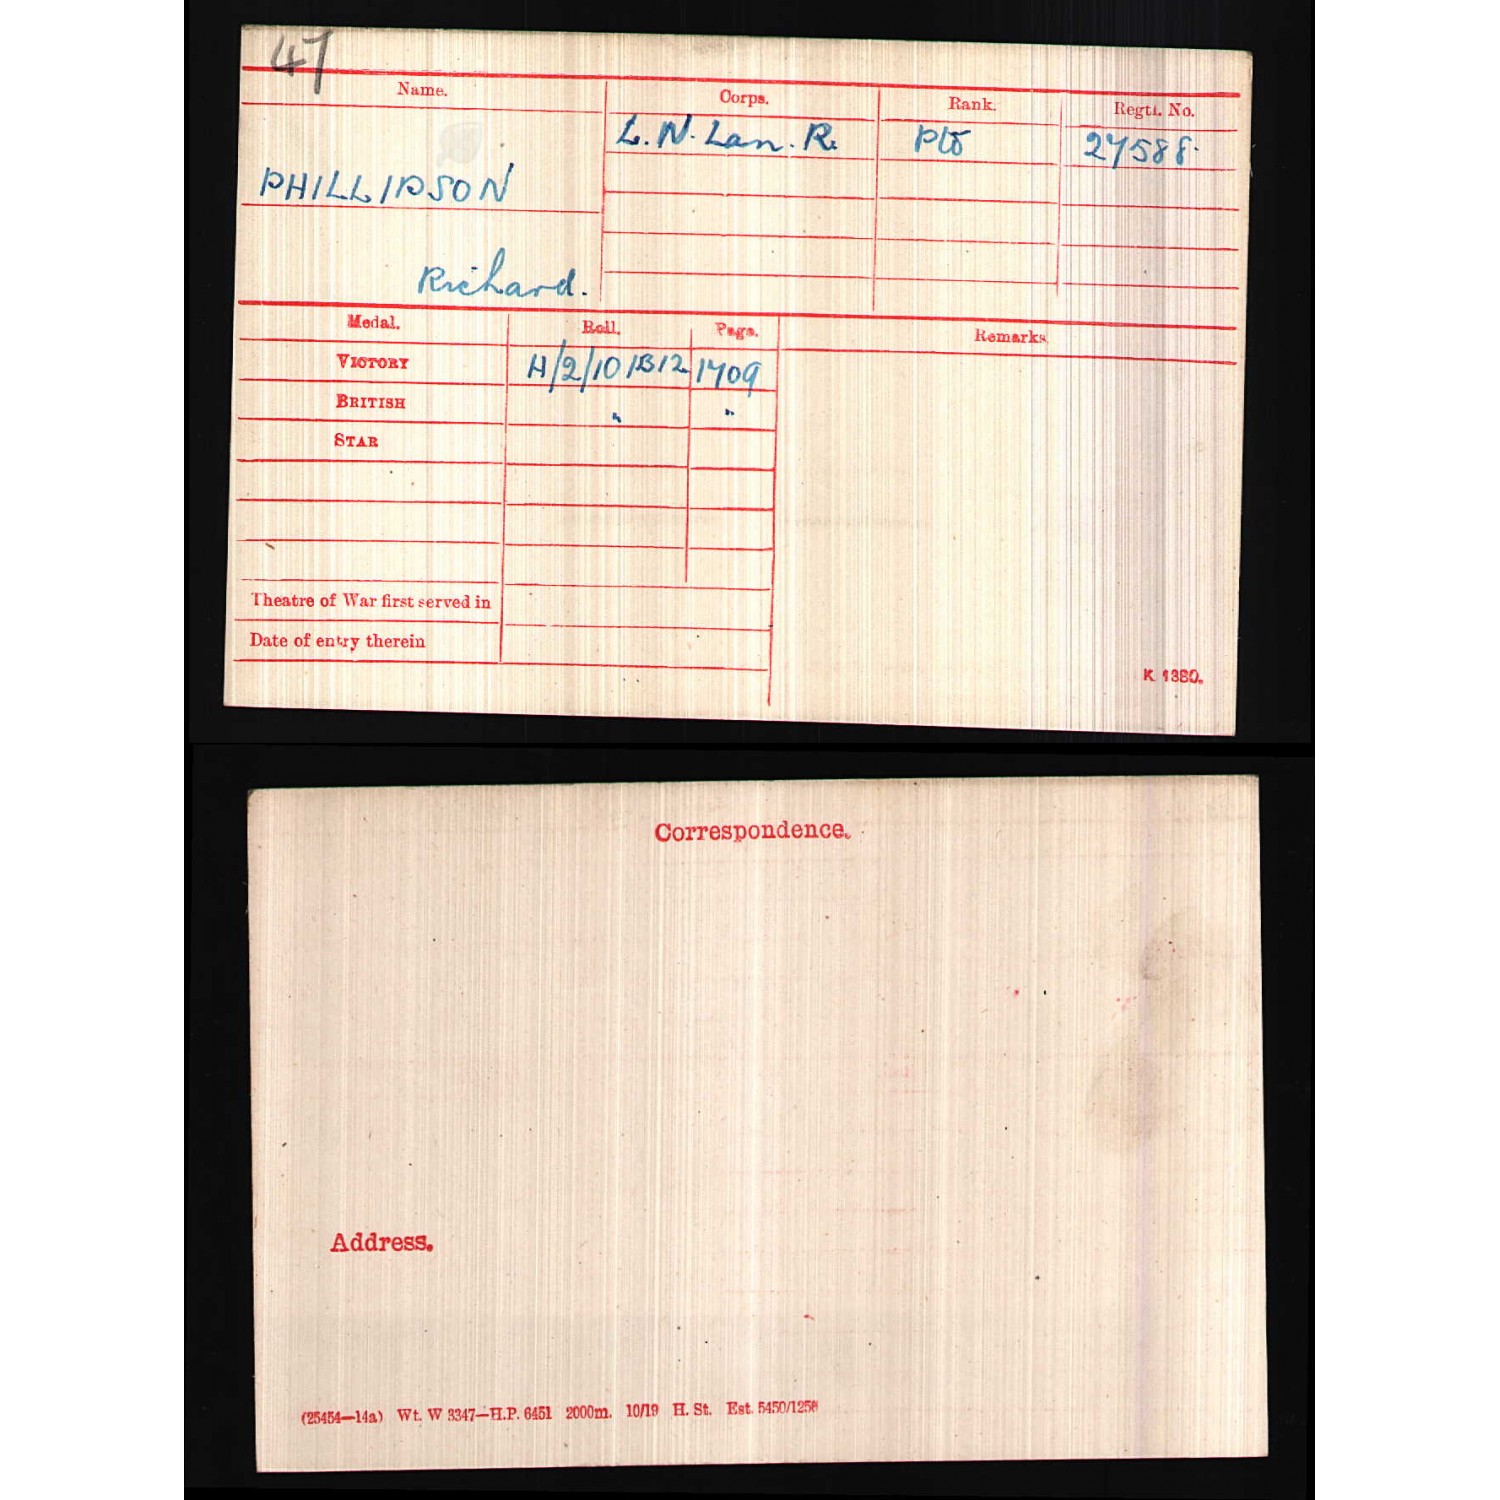 47
Name. Corps. Rank. Regtl. No.
L. N. Lan. R. Pte 27588.
PHILLIPSON
Richard.
Medal. Roll. Page. Remarks
VICTORY H/2/101B12 1709
BRITISH " "
STAR
Theatre of War first served in
Date of entry therein
K 1380.
Correspondence.
Address.
(25454—14a) Wt. W 3347—H.P. 6451 2000m. 10/19 H. St. Est. 5450/1258